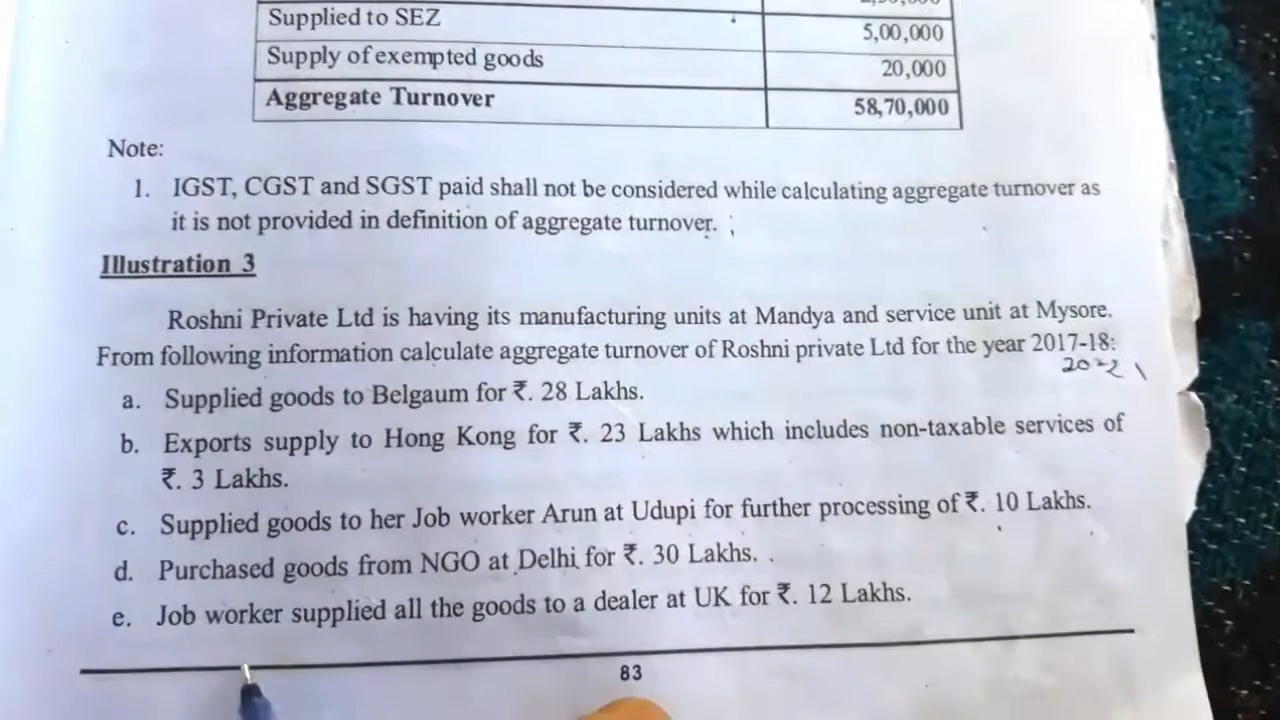 Supplied to SEZ 5,00,000
Supply of exempted goods 20,000
Aggregate Turnover 58,70,000
Note:
1. IGST, CGST and SGST paid shall not be considered while calculating aggregate turnover as
it is not provided in definition of aggregate turnover.
Illustration 3
Roshni Private Ltd is having its manufacturing units at Mandya and service unit at Mysore.
From following information calculate aggregate turnover of Roshni private Ltd for the year 2017-18:
a. Supplied goods to Belgaum for ₹. 28 Lakhs.
b. Exports supply to Hong Kong for ₹. 23 Lakhs which includes non-taxable services of
₹. 3 Lakhs.
c. Supplied goods to her Job worker Arun at Udupi for further processing of ₹. 10 Lakhs.
d. Purchased goods from NGO at Delhi for ₹. 30 Lakhs. .
e. Job worker supplied all the goods to a dealer at UK for ₹. 12 Lakhs.
83